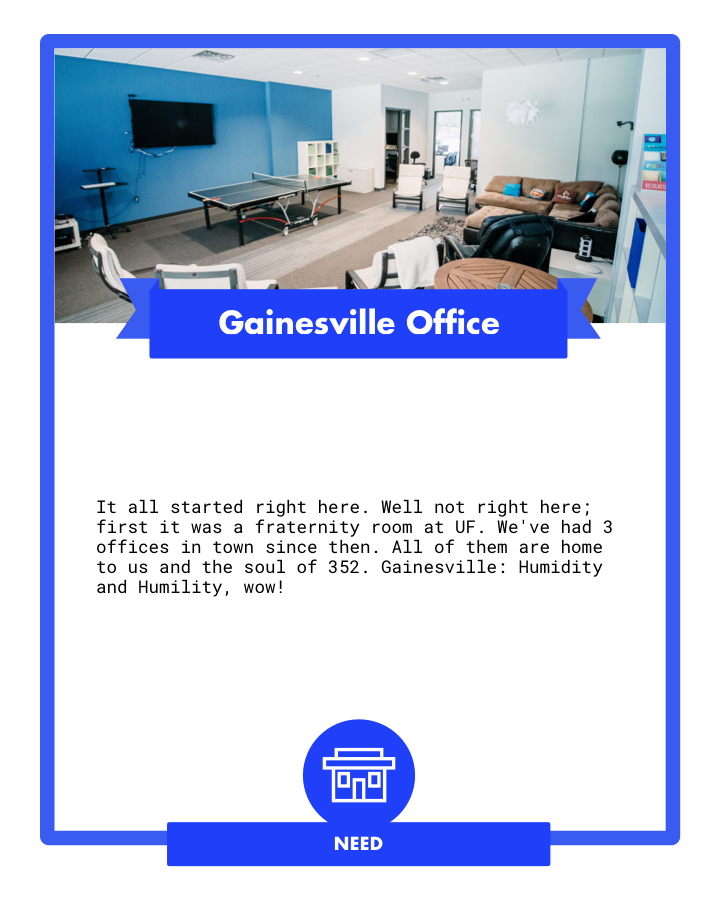 Gainesville Office
It all started right here. Well not right here;
first it was a fraternity room at UF. We've had 3
offices in town since then. All of them are home
to us and the soul of 352. Gainesville: Humidity
and Humility, wow!
NEED